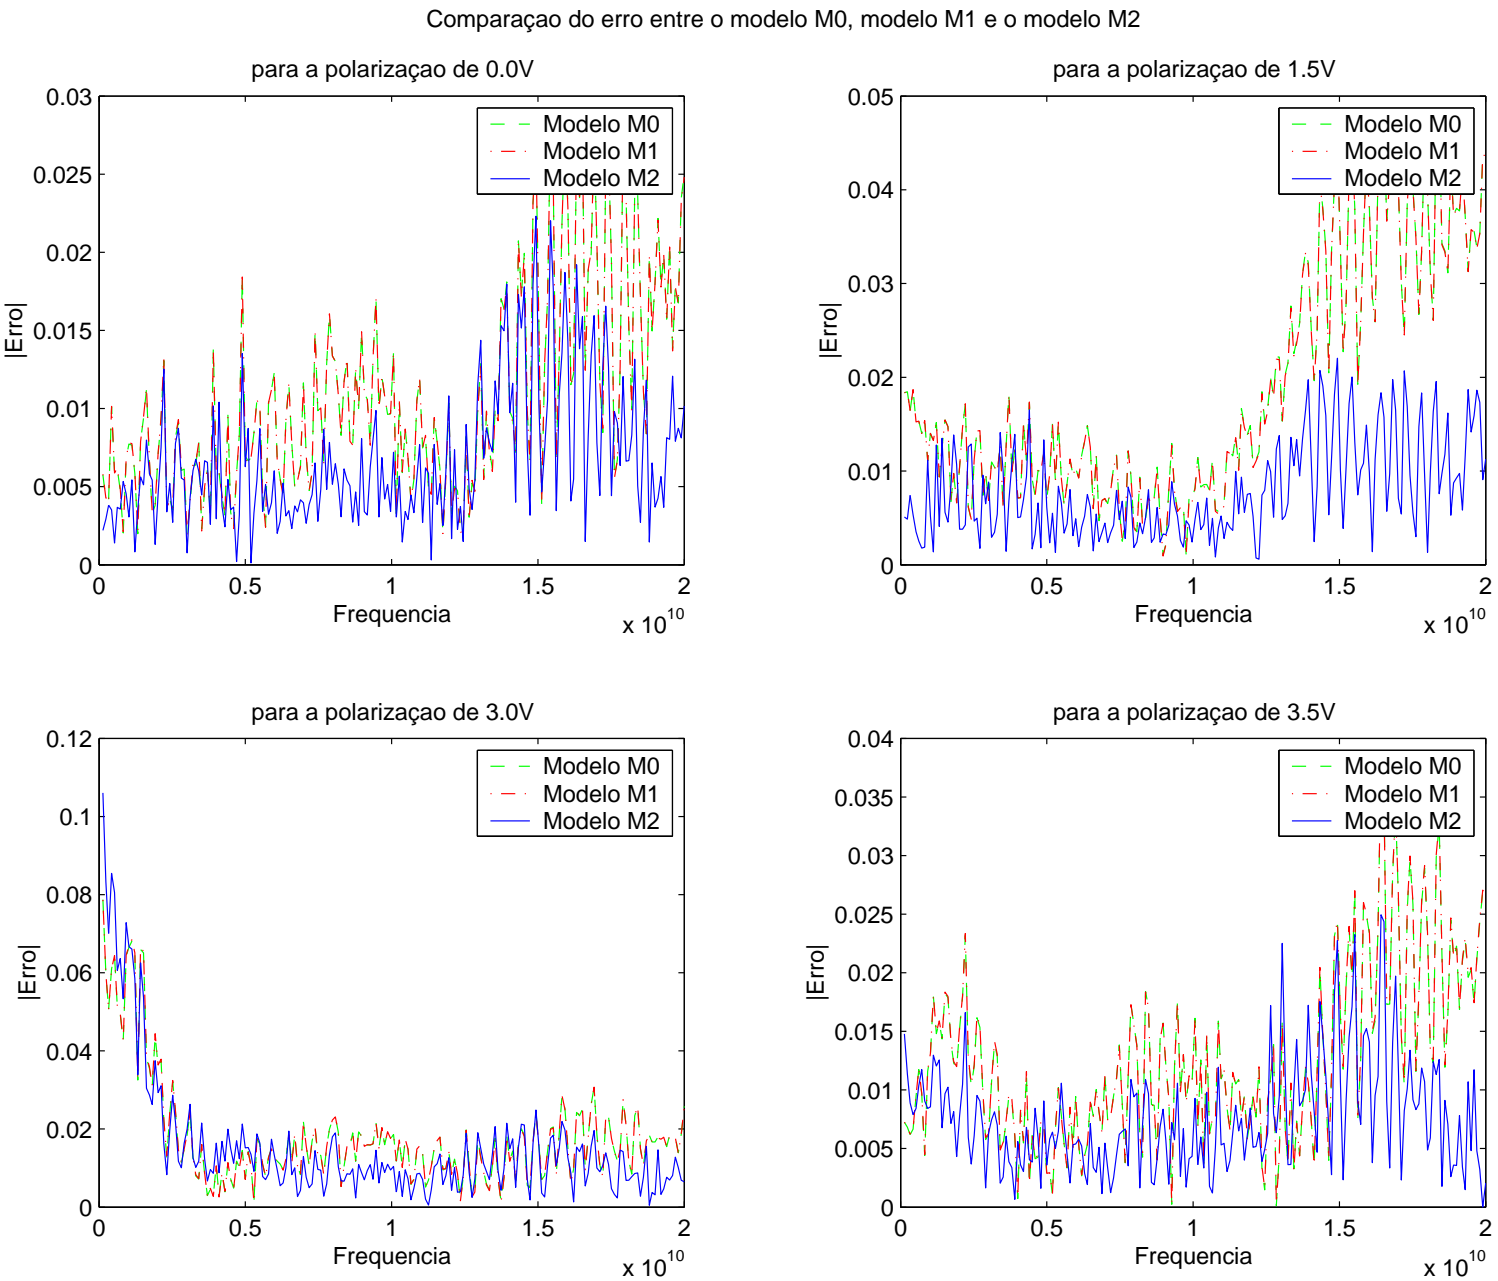 Comparaçao do erro entre o modelo M0, modelo M1 e o modelo M2
para a polarizaçao de 0.0V
0.03
0.025
0.02
0.015
0.01
0.005
0
|Erro|
Modelo M0
Modelo M1
Modelo M2
0 0.5 1 1.5 2
Frequencia
x 10^10
para a polarizaçao de 1.5V
0.05
0.04
0.03
0.02
0.01
0
|Erro|
Modelo M0
Modelo M1
Modelo M2
0 0.5 1 1.5 2
Frequencia
x 10^10
para a polarizaçao de 3.0V
0.12
0.1
0.08
0.06
0.04
0.02
0
|Erro|
Modelo M0
Modelo M1
Modelo M2
0 0.5 1 1.5 2
Frequencia
x 10^10
para a polarizaçao de 3.5V
0.04
0.035
0.03
0.025
0.02
0.015
0.01
0.005
0
|Erro|
Modelo M0
Modelo M1
Modelo M2
0 0.5 1 1.5 2
Frequencia
x 10^10